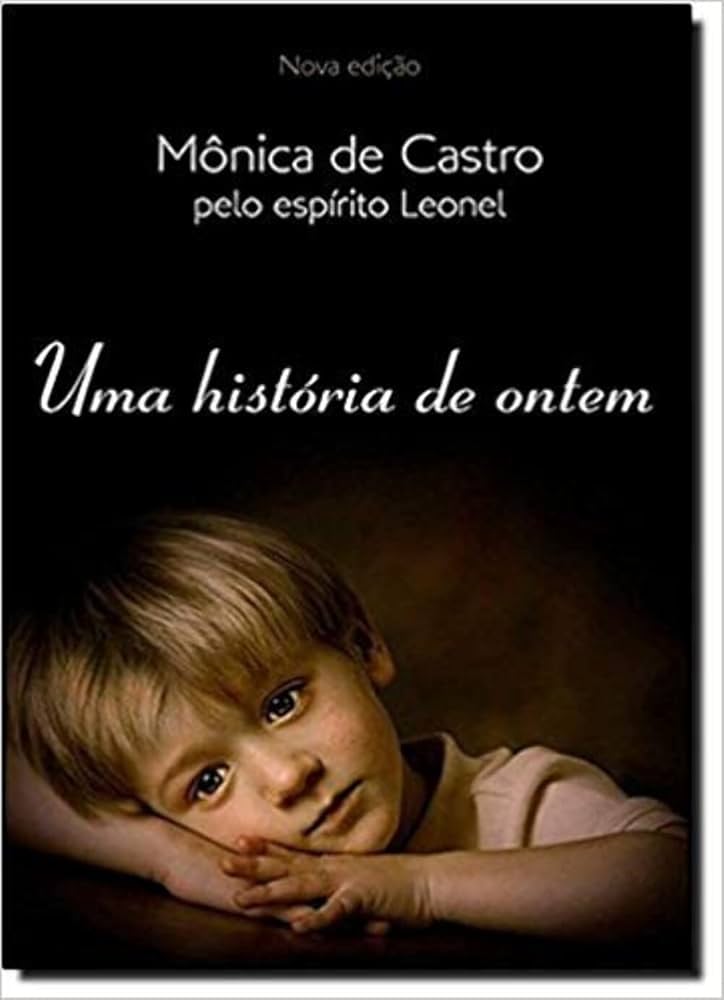 Nova edição
Mônica de Castro
pelo espírito Leonel
Uma história de ontem